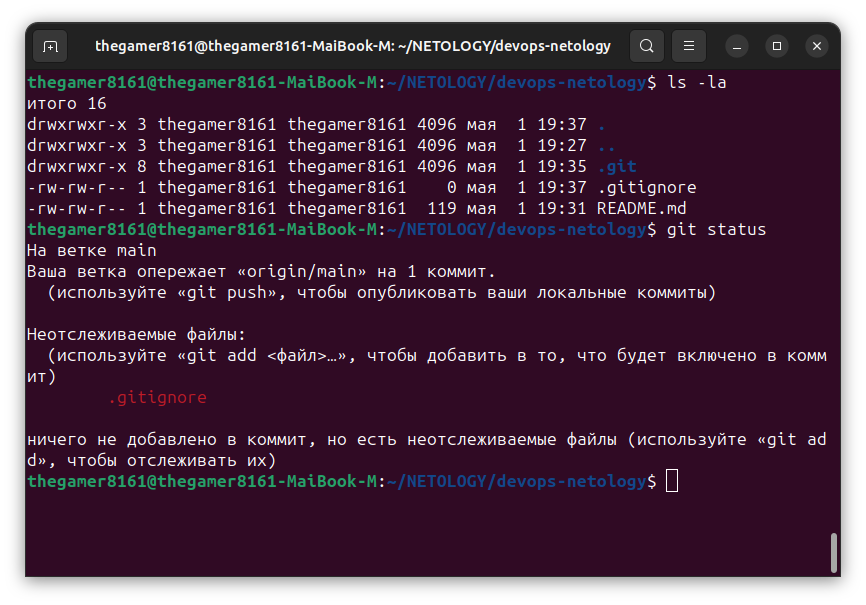 thegamer8161@thegamer8161-MaiBook-M: ~/NETOLOGY/devops-netology
thegamer8161@thegamer8161-MaiBook-M:~/NETOLOGY/devops-netology$ ls -la
итого 16
drwxrwxr-x 3 thegamer8161 thegamer8161 4096 мая  1 19:37 .
drwxrwxr-x 3 thegamer8161 thegamer8161 4096 мая  1 19:27 ..
drwxrwxr-x 8 thegamer8161 thegamer8161 4096 мая  1 19:35 .git
-rw-rw-r-- 1 thegamer8161 thegamer8161    0 мая  1 19:37 .gitignore
-rw-rw-r-- 1 thegamer8161 thegamer8161  119 мая  1 19:31 README.md
thegamer8161@thegamer8161-MaiBook-M:~/NETOLOGY/devops-netology$ git status
На ветке main
Ваша ветка опережает «origin/main» на 1 коммит.
  (используйте «git push», чтобы опубликовать ваши локальные коммиты)
Неотслеживаемые файлы:
  (используйте «git add <файл>…», чтобы добавить в то, что будет включено в комм
ит)
        .gitignore
ничего не добавлено в коммит, но есть неотслеживаемые файлы (используйте «git ad
d», чтобы отслеживать их)
thegamer8161@thegamer8161-MaiBook-M:~/NETOLOGY/devops-netology$